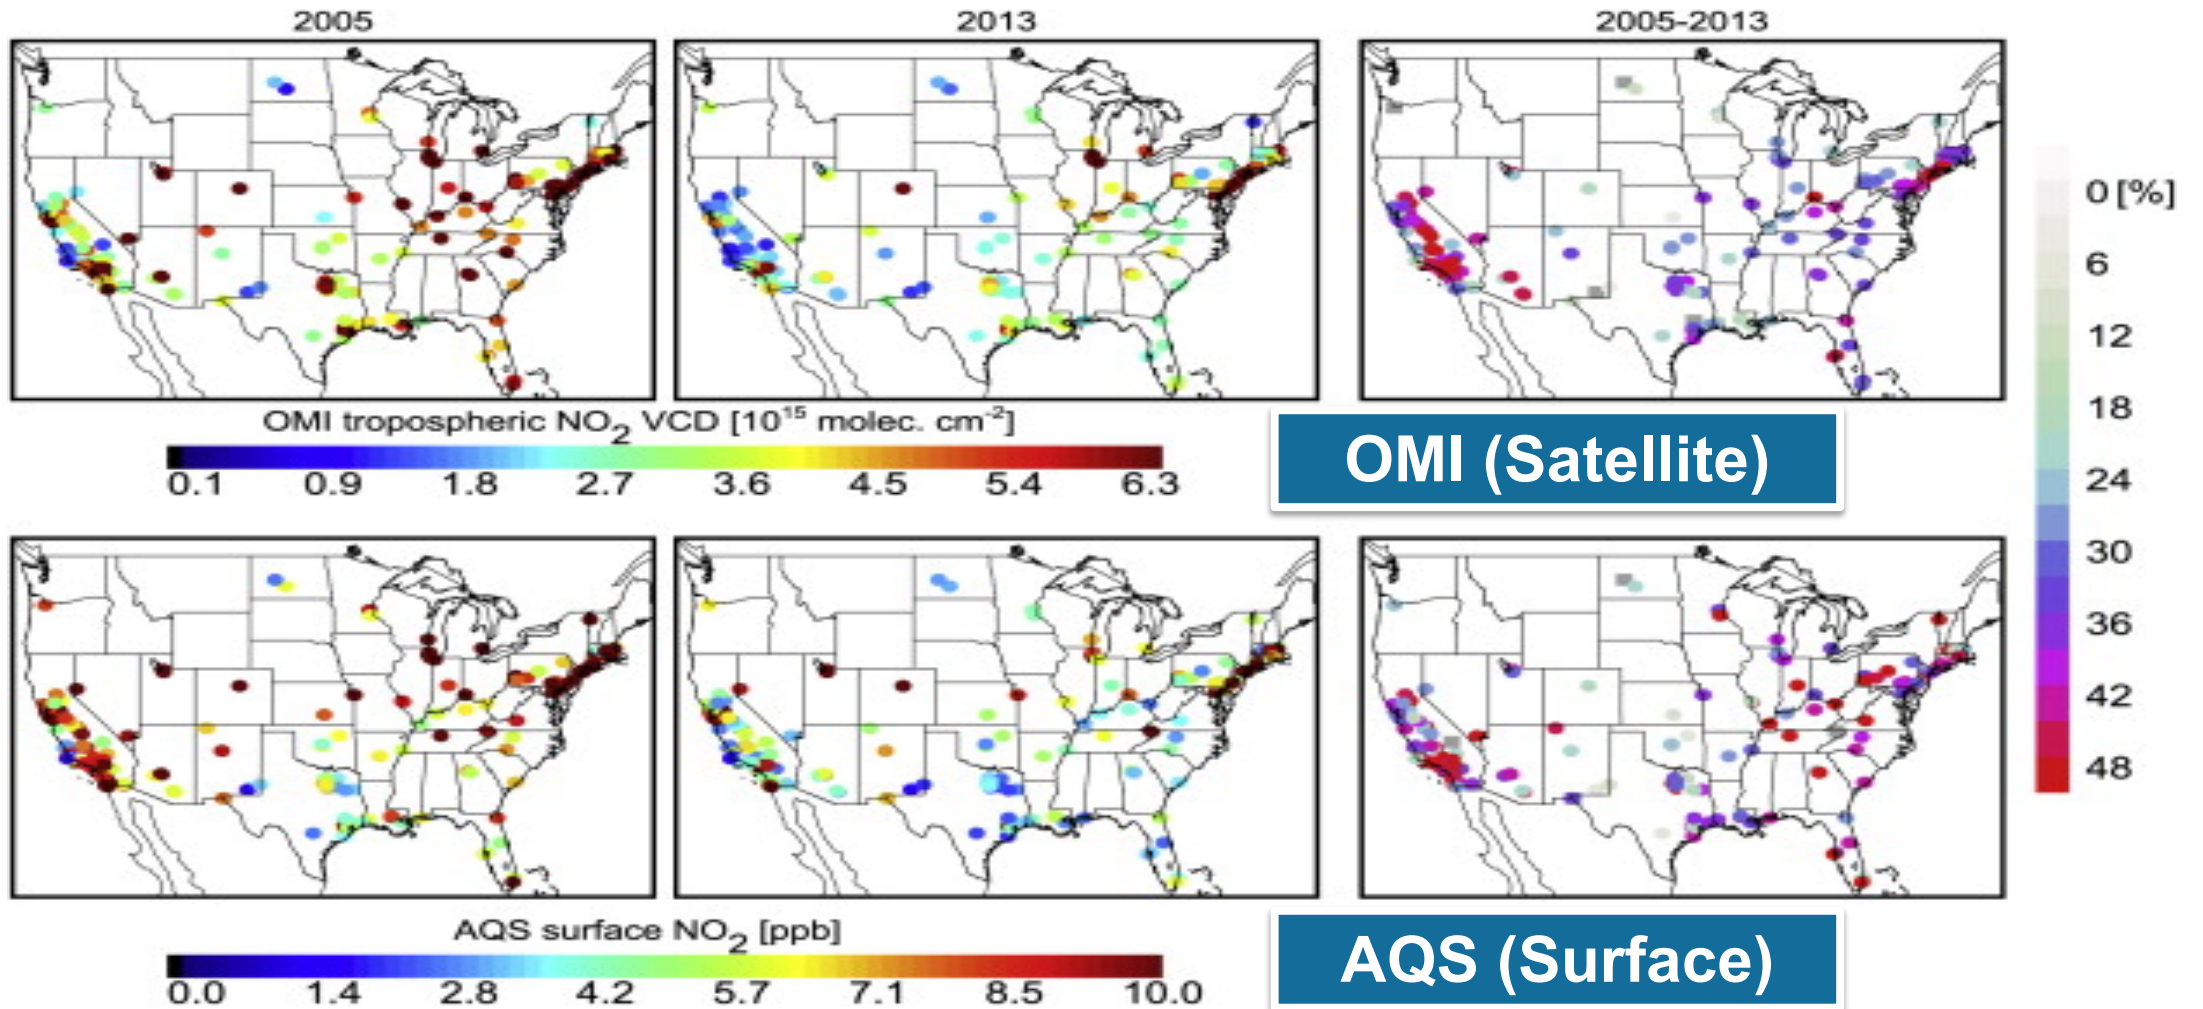 2005
2013
2005-2013
0 [%]
6
12
18
24
30
36
42
48
OMI tropospheric NO₂ VCD [10¹⁵ molec. cm⁻²]
0.1 0.9 1.8 2.7 3.6 4.5 5.4 6.3
OMI (Satellite)
AQS surface NO₂ [ppb]
0.0 1.4 2.8 4.2 5.7 7.1 8.5 10.0
AQS (Surface)